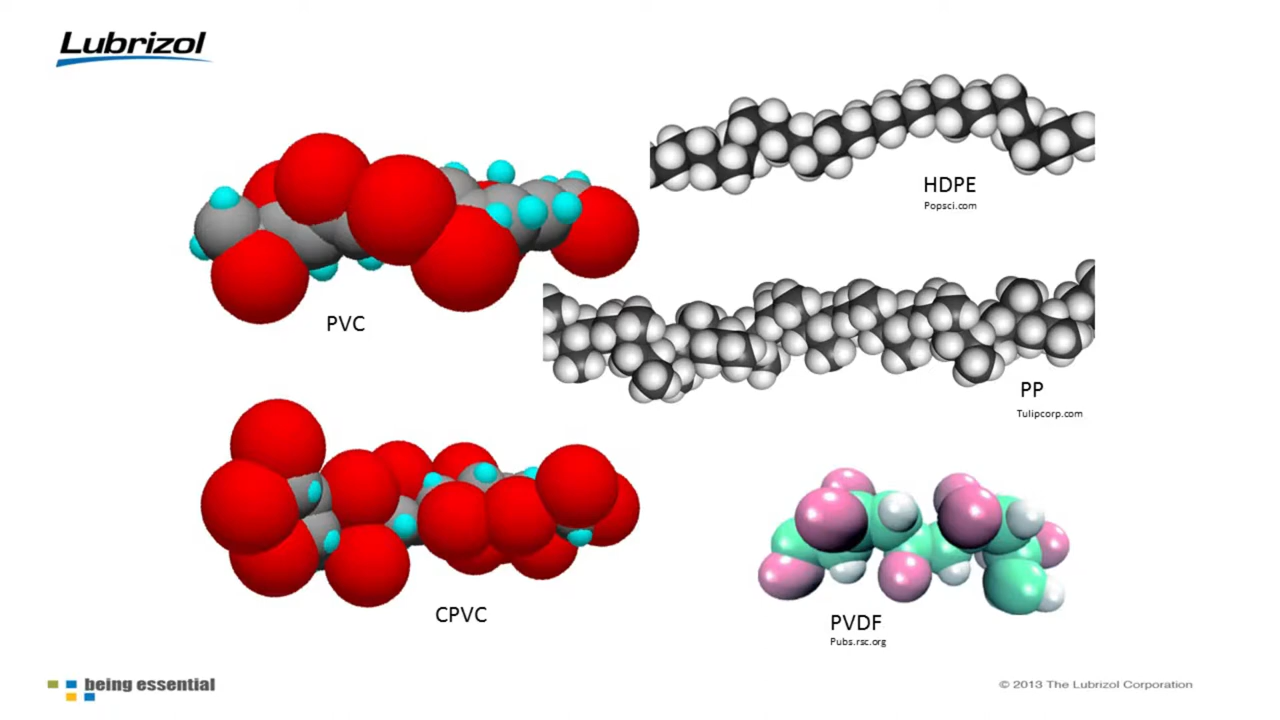 Lubrizol
HDPE
Popsci.com
PVC
PP
Tulipcorp.com
CPVC
PVDF
Pubs.rsc.org
being essential
© 2013 The Lubrizol Corporation